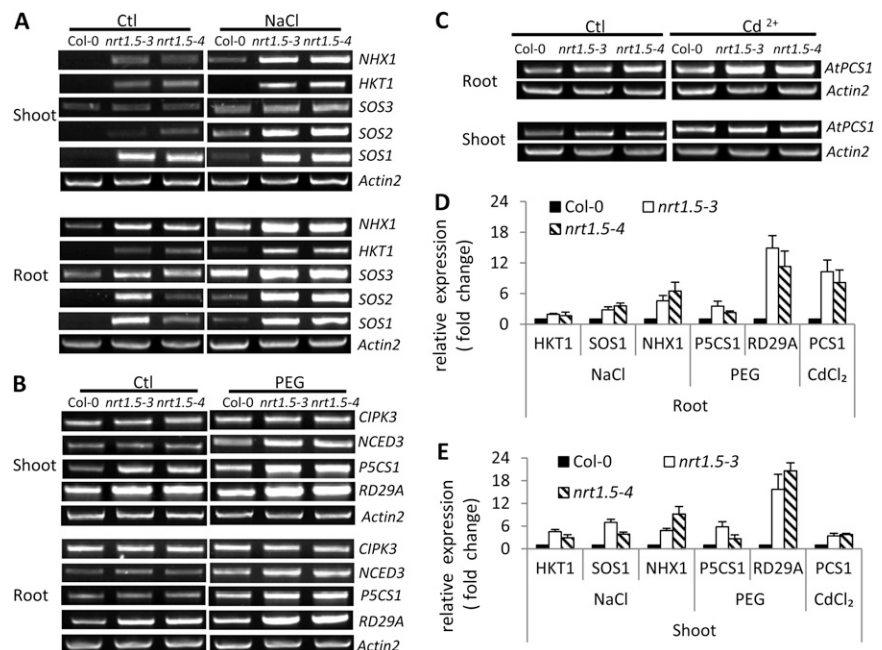 A
Ctl NaCl
Col-0 nrt1.5-3 nrt1.5-4 Col-0 nrt1.5-3 nrt1.5-4
NHX1
HKT1
Shoot SOS3
SOS2
SOS1
Actin2
NHX1
HKT1
Root SOS3
SOS2
SOS1
Actin2
B
Ctl PEG
Col-0 nrt1.5-3 nrt1.5-4 Col-0 nrt1.5-3 nrt1.5-4
CIPK3
NCED3
Shoot P5CS1
RD29A
Actin2
CIPK3
NCED3
Root P5CS1
RD29A
Actin2
C
Ctl Cd 2+
Col-0 nrt1.5-3 nrt1.5-4 Col-0 nrt1.5-3 nrt1.5-4
Root AtPCS1
Actin2
Shoot AtPCS1
Actin2
D
relative expression
( fold change)
24
18
12
6
0
Col-0 nrt1.5-3
nrt1.5-4
HKT1 SOS1 NHX1 P5CS1 RD29A PCS1
NaCl PEG CdCl₂
Root
E
relative expression
( fold change)
24
18
12
6
0
Col-0 nrt1.5-3
nrt1.5-4
HKT1 SOS1 NHX1 P5CS1 RD29A PCS1
NaCl PEG CdCl₂
Shoot